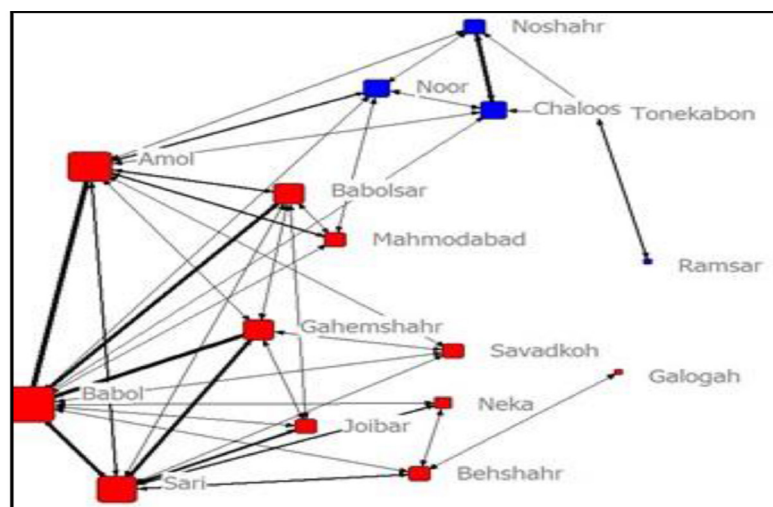 Noshahr
Noor
Chaloos
Tonekabon
Amol
Babolsar
Mahmodabad
Ramsar
Gahemshahr
Savadkoh
Galogah
Babol
Neka
Joibar
Behshahr
Sari